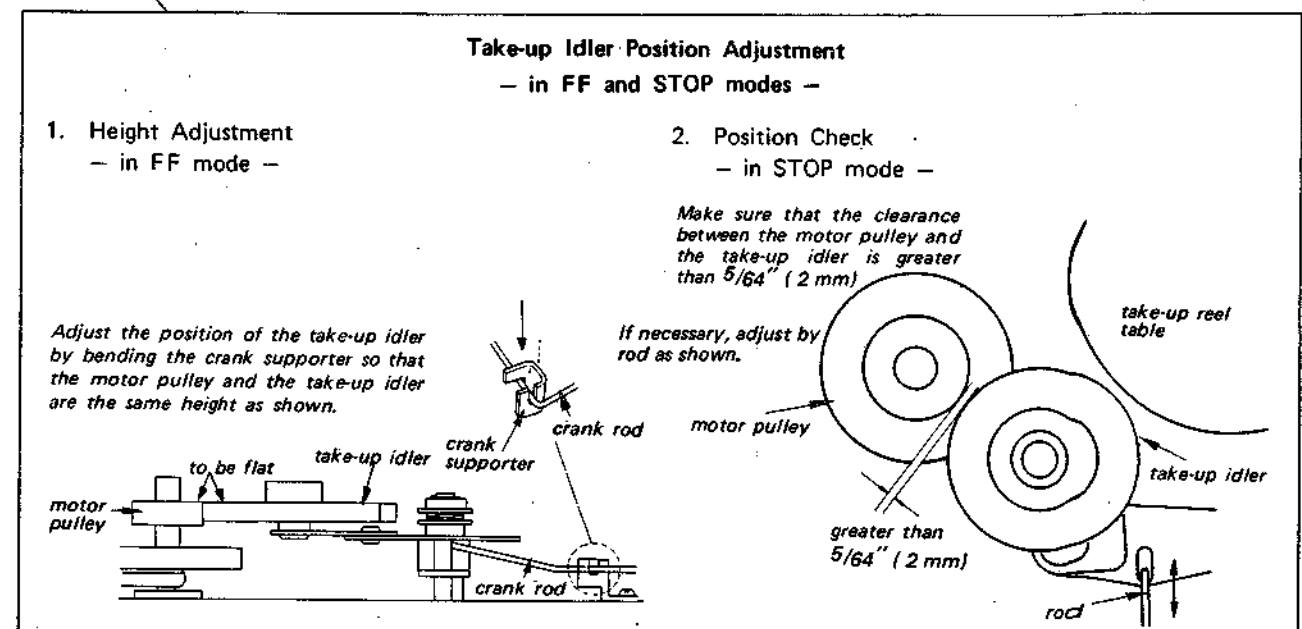 Take-up Idler Position Adjustment
— in FF and STOP modes —
1. Height Adjustment
— in FF mode —
Adjust the position of the take-up idler
by bending the crank supporter so that
the motor pulley and the take-up idler
are the same height as shown.
crank rod
crank
supporter
take-up idler
to be flat
motor
pulley
crank rod
2. Position Check
— in STOP mode —
Make sure that the clearance
between the motor pulley and
the take-up idler is greater
than 5/64" ( 2 mm)
If necessary, adjust by
rod as shown.
take-up reel
table
motor pulley
take-up idler
greater than
5/64" ( 2 mm)
rod